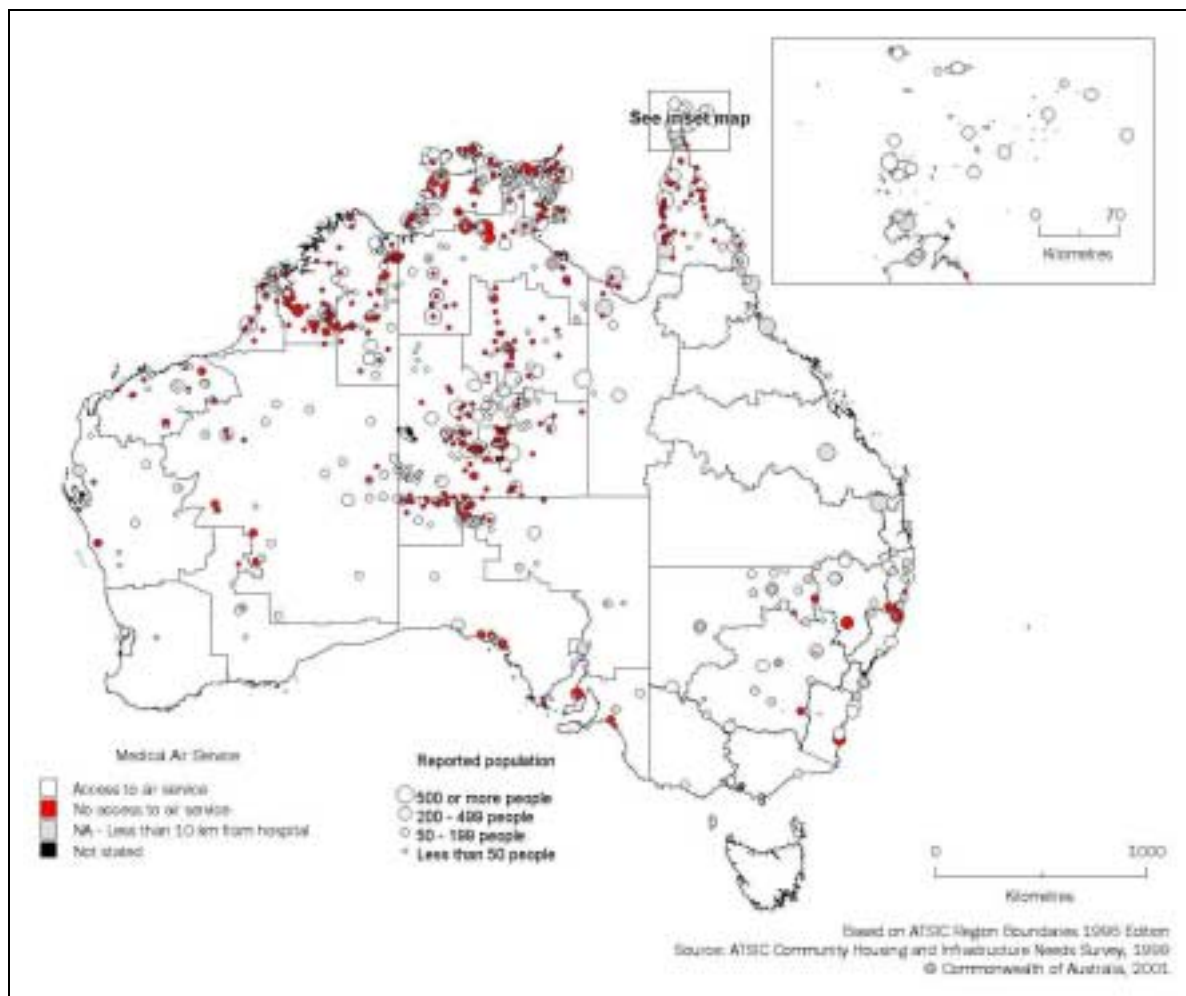 See inset map
0 70
Kilometres
Medical Air Service
Access to air service
No access to air service
NA - Less than 10 km from hospital
Not stated
Reported population
500 or more people
200 - 499 people
50 - 199 people
Less than 50 people
0 1000
Kilometres
Based on ATSIC Region Boundaries 1996 Edition
Source: ATSIC Community Housing and Infrastructure Needs Survey, 1999
© Commonwealth of Australia, 2001